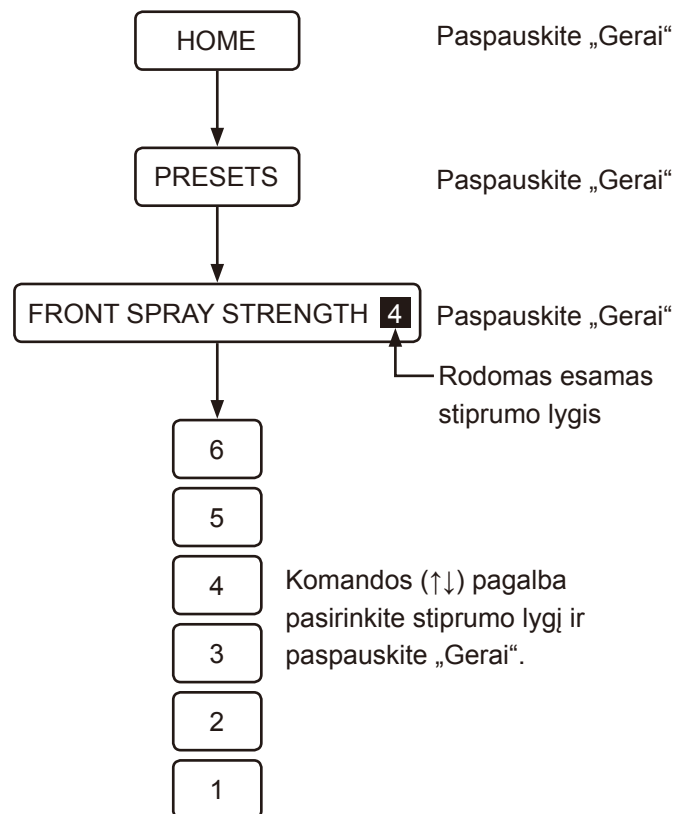 HOME
Paspauskite „Gerai“
PRESETS
Paspauskite „Gerai“
FRONT SPRAY STRENGTH 4
Paspauskite „Gerai“
Rodomas esamas
stiprumo lygis
6
5
4
Komandos (↑↓) pagalba
pasirinkite stiprumo lygį ir
paspauskite „Gerai“.
3
2
1